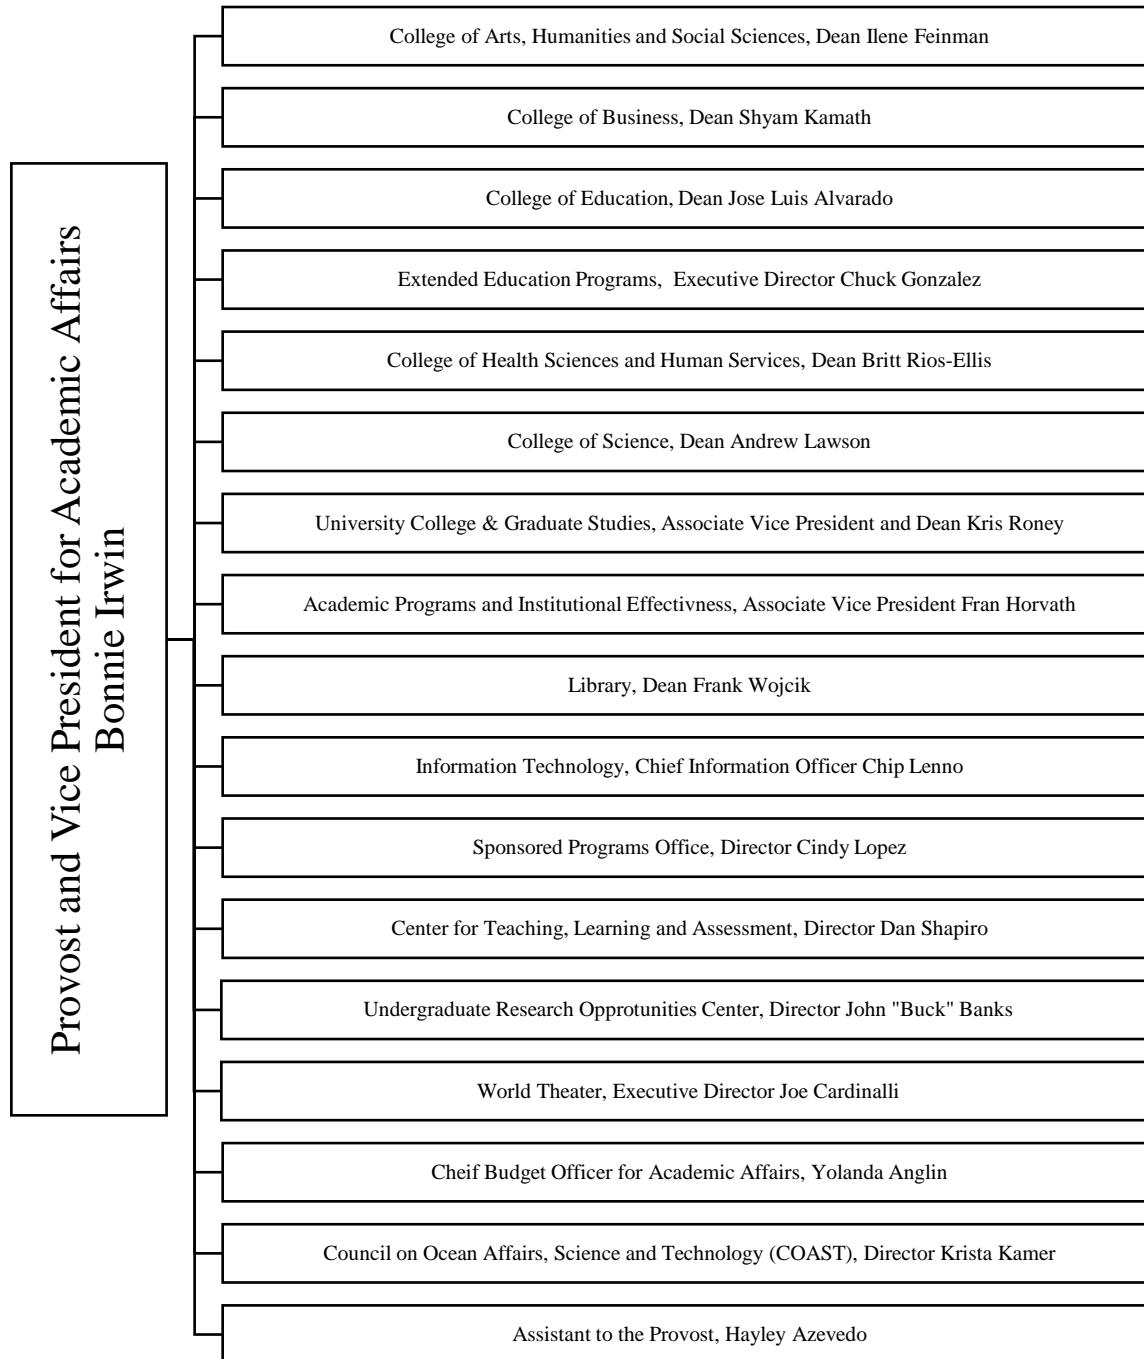 Provost and Vice President for Academic Affairs
Bonnie Irwin
College of Arts, Humanities and Social Sciences, Dean Ilene Feinman
College of Business, Dean Shyam Kamath
College of Education, Dean Jose Luis Alvarado
Extended Education Programs,  Executive Director Chuck Gonzalez
College of Health Sciences and Human Services, Dean Britt Rios-Ellis
College of Science, Dean Andrew Lawson
University College & Graduate Studies, Associate Vice President and Dean Kris Roney
Academic Programs and Institutional Effectivness, Associate Vice President Fran Horvath
Library, Dean Frank Wojcik
Information Technology, Chief Information Officer Chip Lenno
Sponsored Programs Office, Director Cindy Lopez
Center for Teaching, Learning and Assessment, Director Dan Shapiro
Undergraduate Research Opprotunities Center, Director John "Buck" Banks
World Theater, Executive Director Joe Cardinalli
Cheif Budget Officer for Academic Affairs, Yolanda Anglin
Council on Ocean Affairs, Science and Technology (COAST), Director Krista Kamer
Assistant to the Provost, Hayley Azevedo